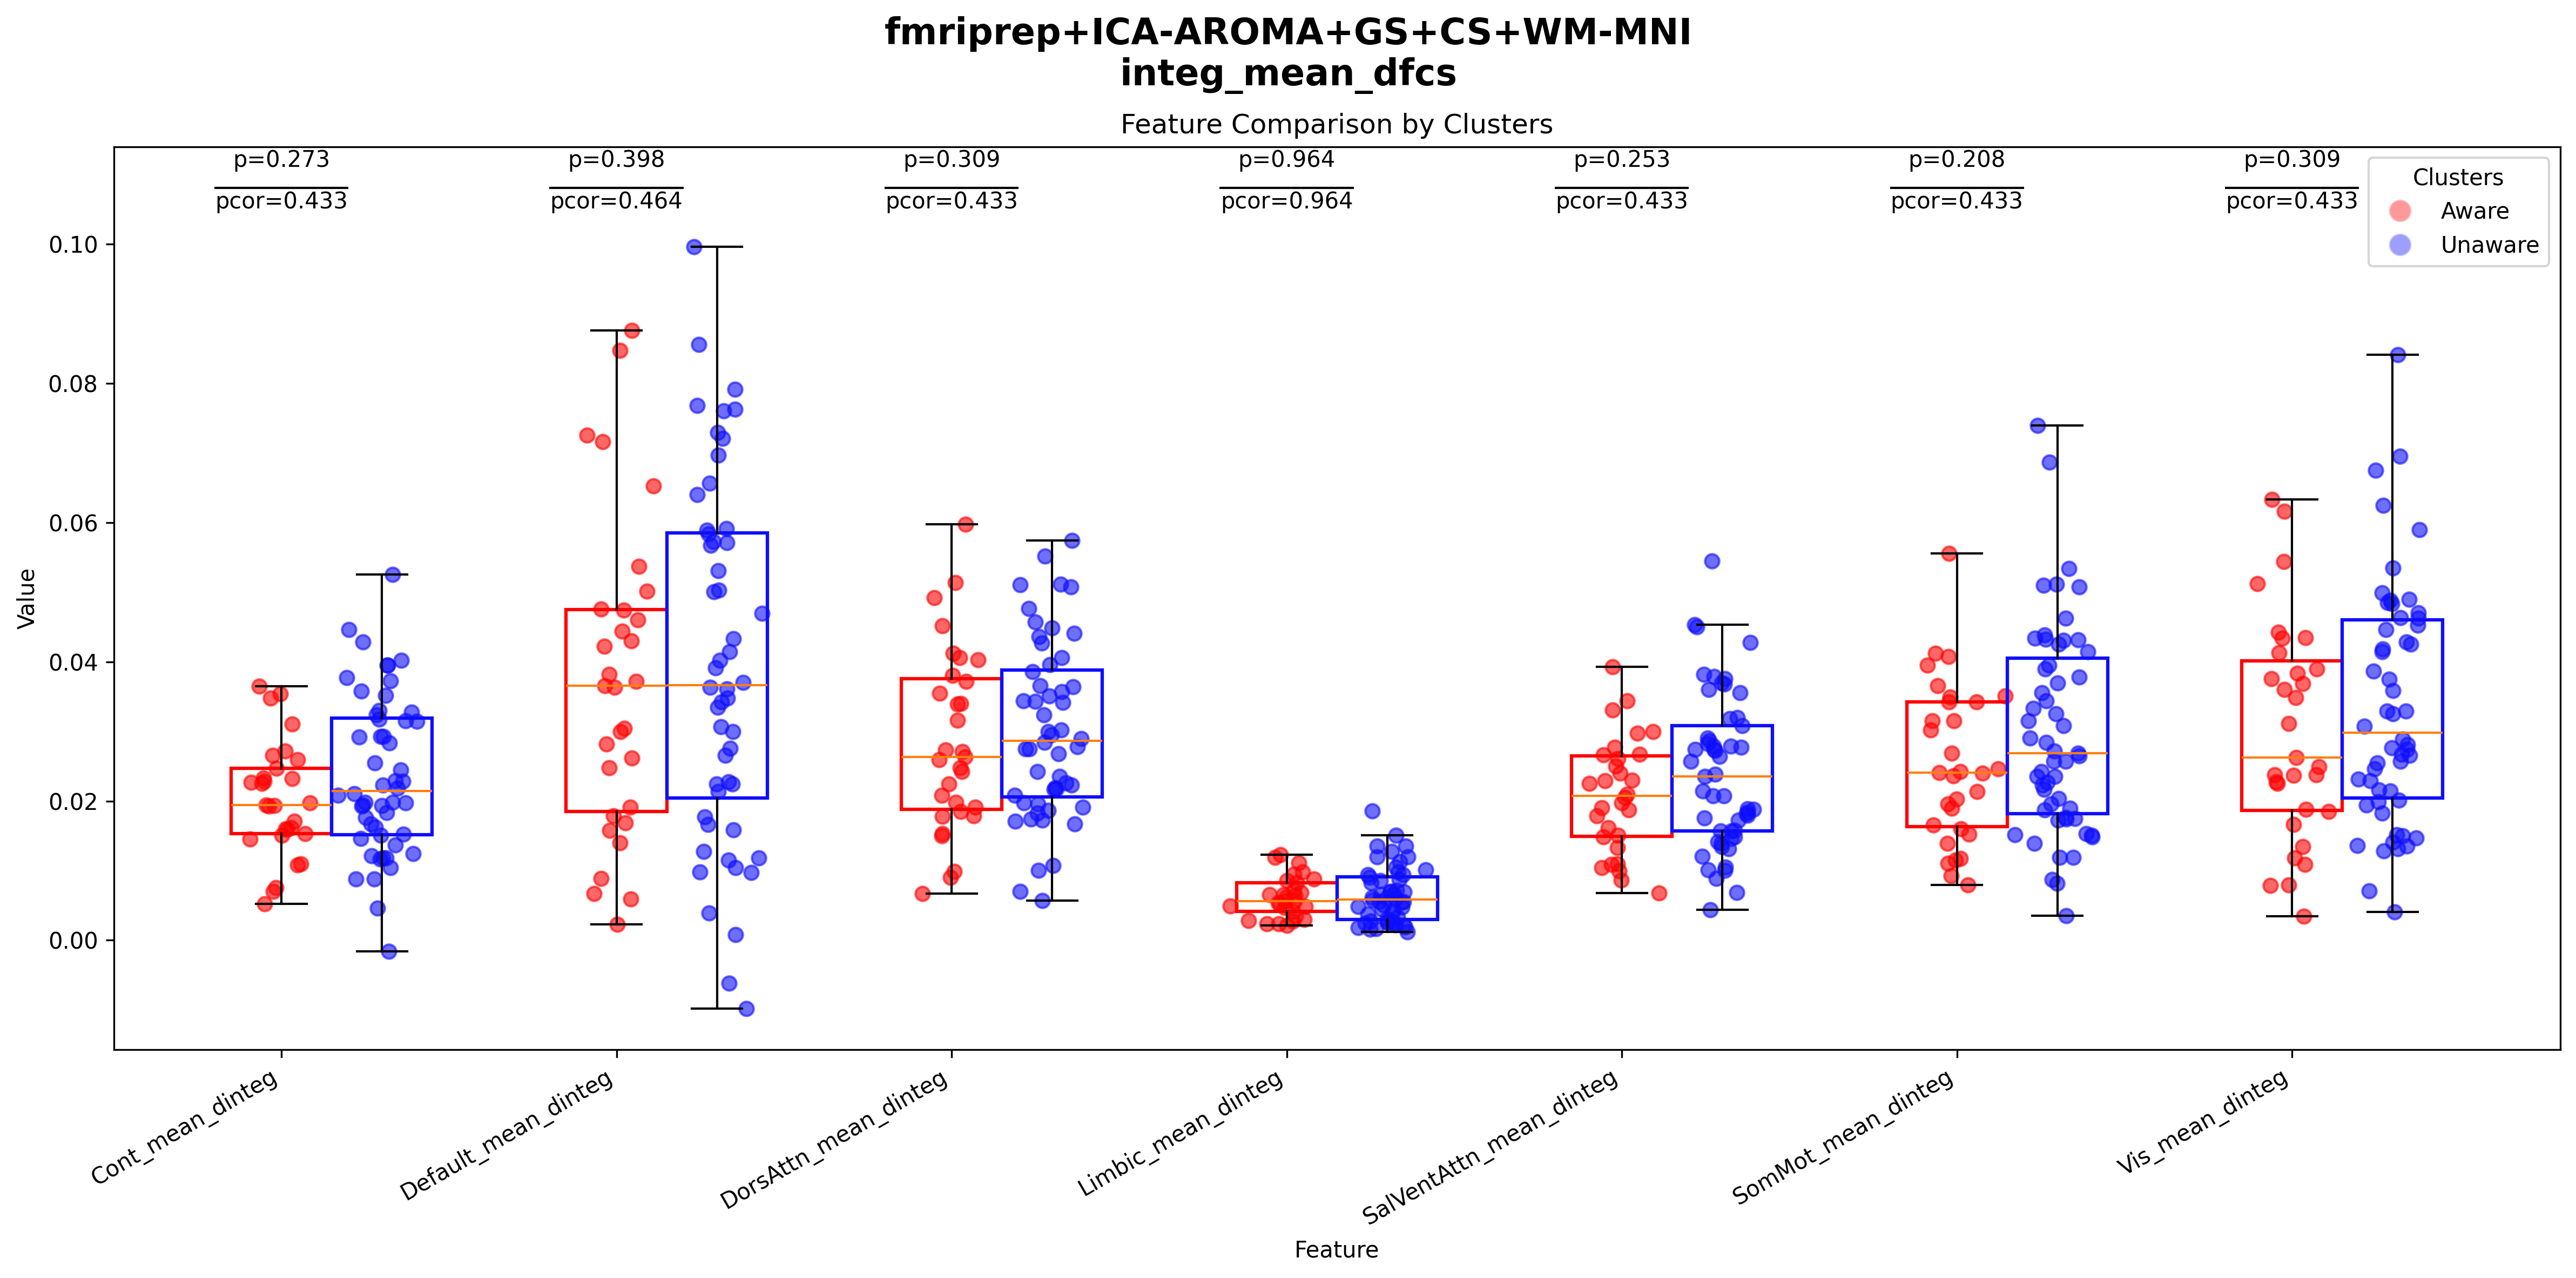 fmriprep+ICA-AROMA+GS+CS+WM-MNI
integ_mean_dfcs
Feature Comparison by Clusters
p=0.273
pcor=0.433
p=0.398
pcor=0.464
p=0.309
pcor=0.433
p=0.964
pcor=0.964
p=0.253
pcor=0.433
p=0.208
pcor=0.433
p=0.309
pcor=0.433
Clusters
Aware
Unaware
Value
0.10
0.08
0.06
0.04
0.02
0.00
Cont_mean_dinteg
Default_mean_dinteg
DorsAttn_mean_dinteg
Limbic_mean_dinteg
SalVentAttn_mean_dinteg
SomMot_mean_dinteg
Vis_mean_dinteg
Feature